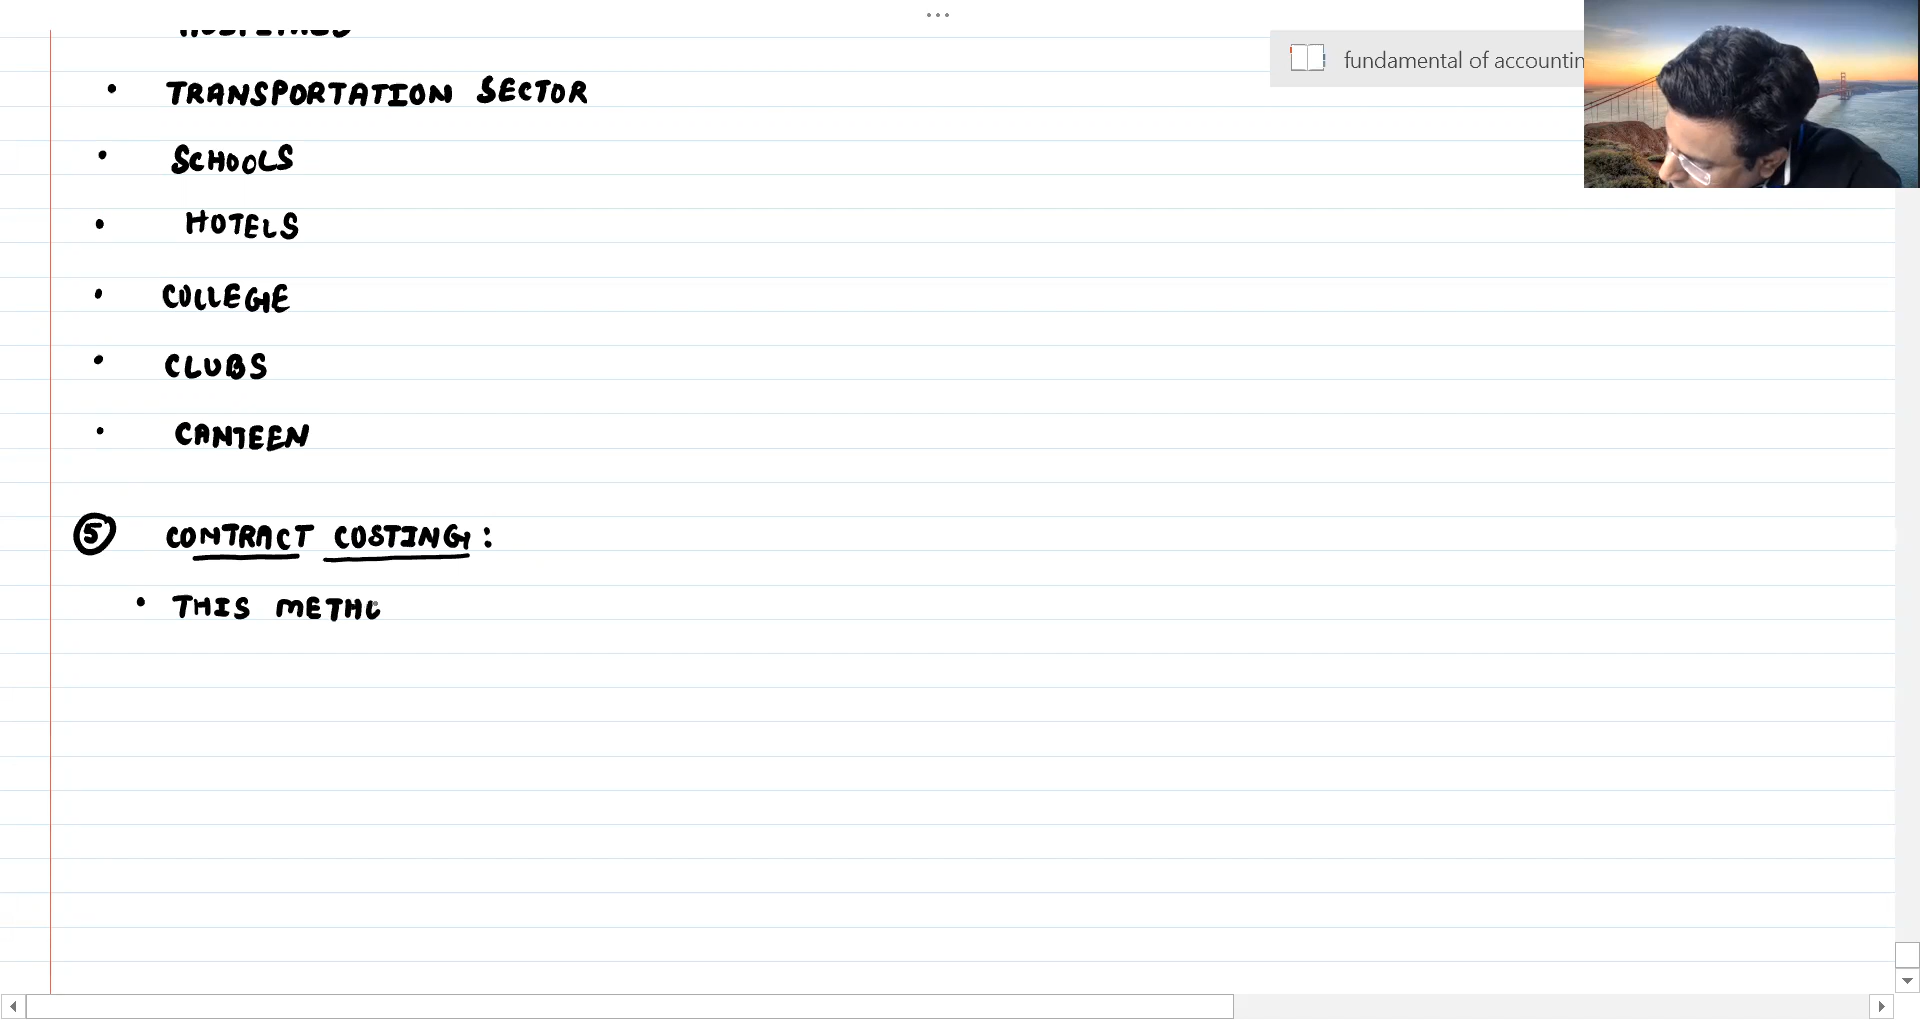 • TRANSPORTATION SECTOR
fundamental of accountin
• SCHOOLS
• HOTELS
• COLLEGE
• CLUBS
• CANTEEN
⑤ CONTRACT COSTING:
• THIS METHO